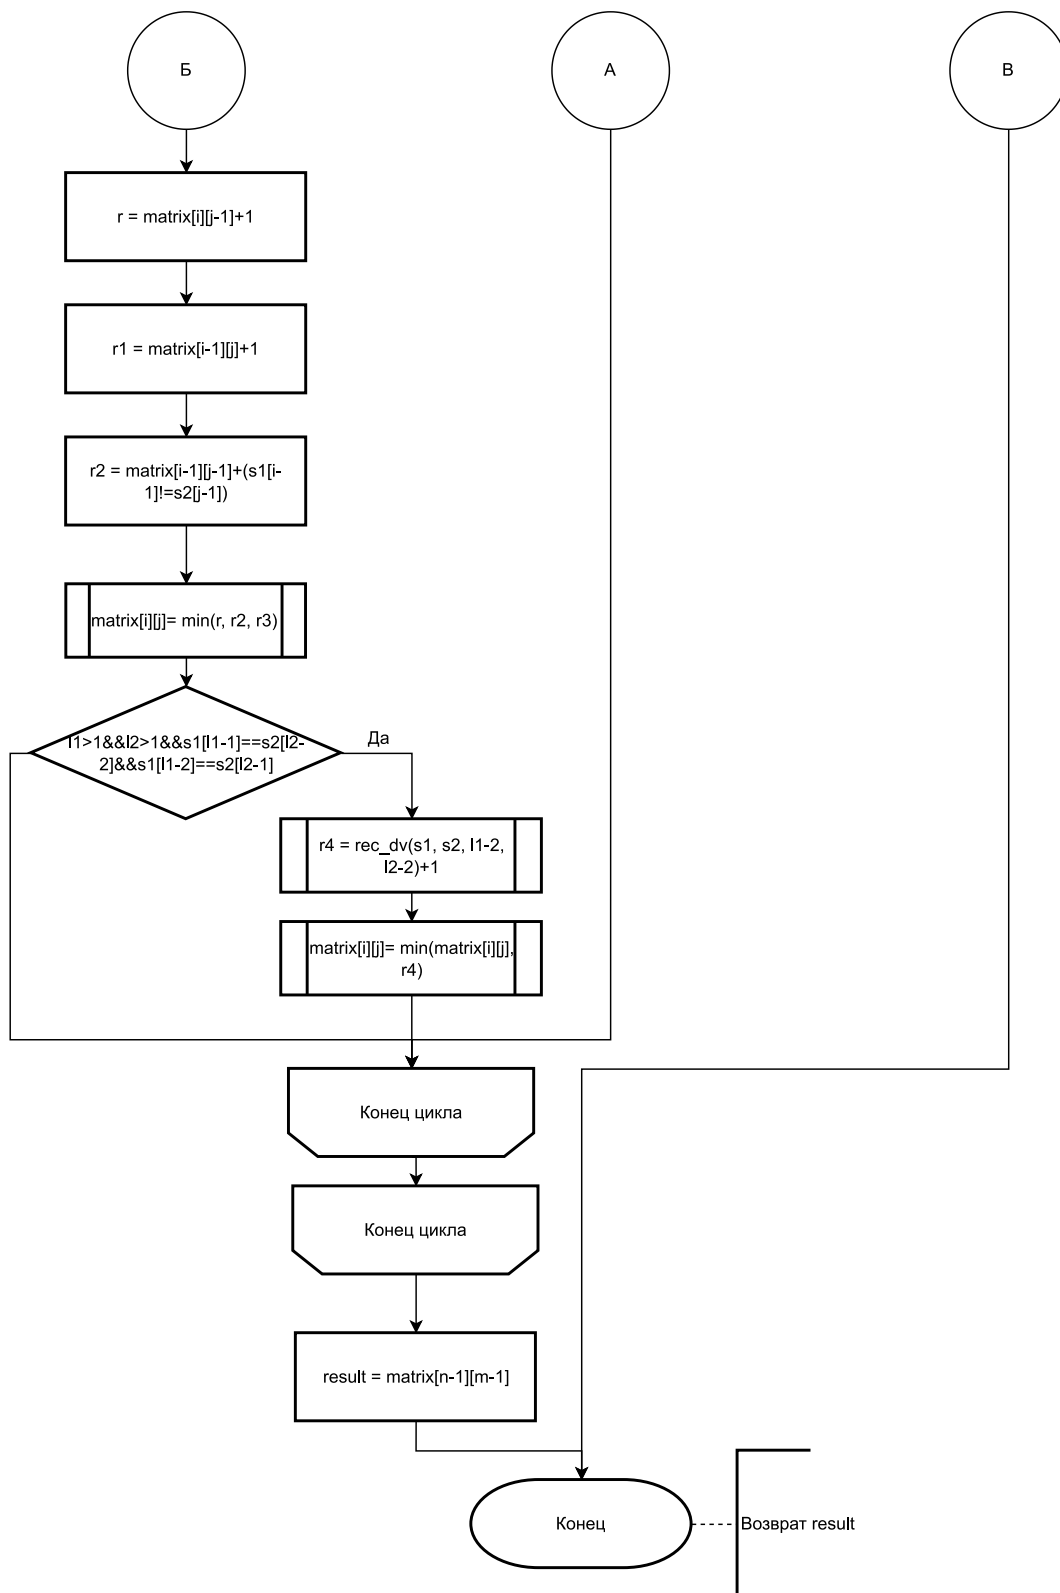 Б
А
В
r = matrix[i][j-1]+1
r1 = matrix[i-1][j]+1
r2 = matrix[i-1][j-1]+(s1[i-
1]!=s2[j-1])
matrix[i][j]= min(r, r2, r3)
l1>1&&l2>1&&s1[l1-1]==s2[l2-
2]&&s1[l1-2]==s2[l2-1]
Да
r4 = rec_dv(s1, s2, l1-2,
l2-2)+1
matrix[i][j]= min(matrix[i][j],
r4)
Конец цикла
Конец цикла
result = matrix[n-1][m-1]
Конец
Возврат result